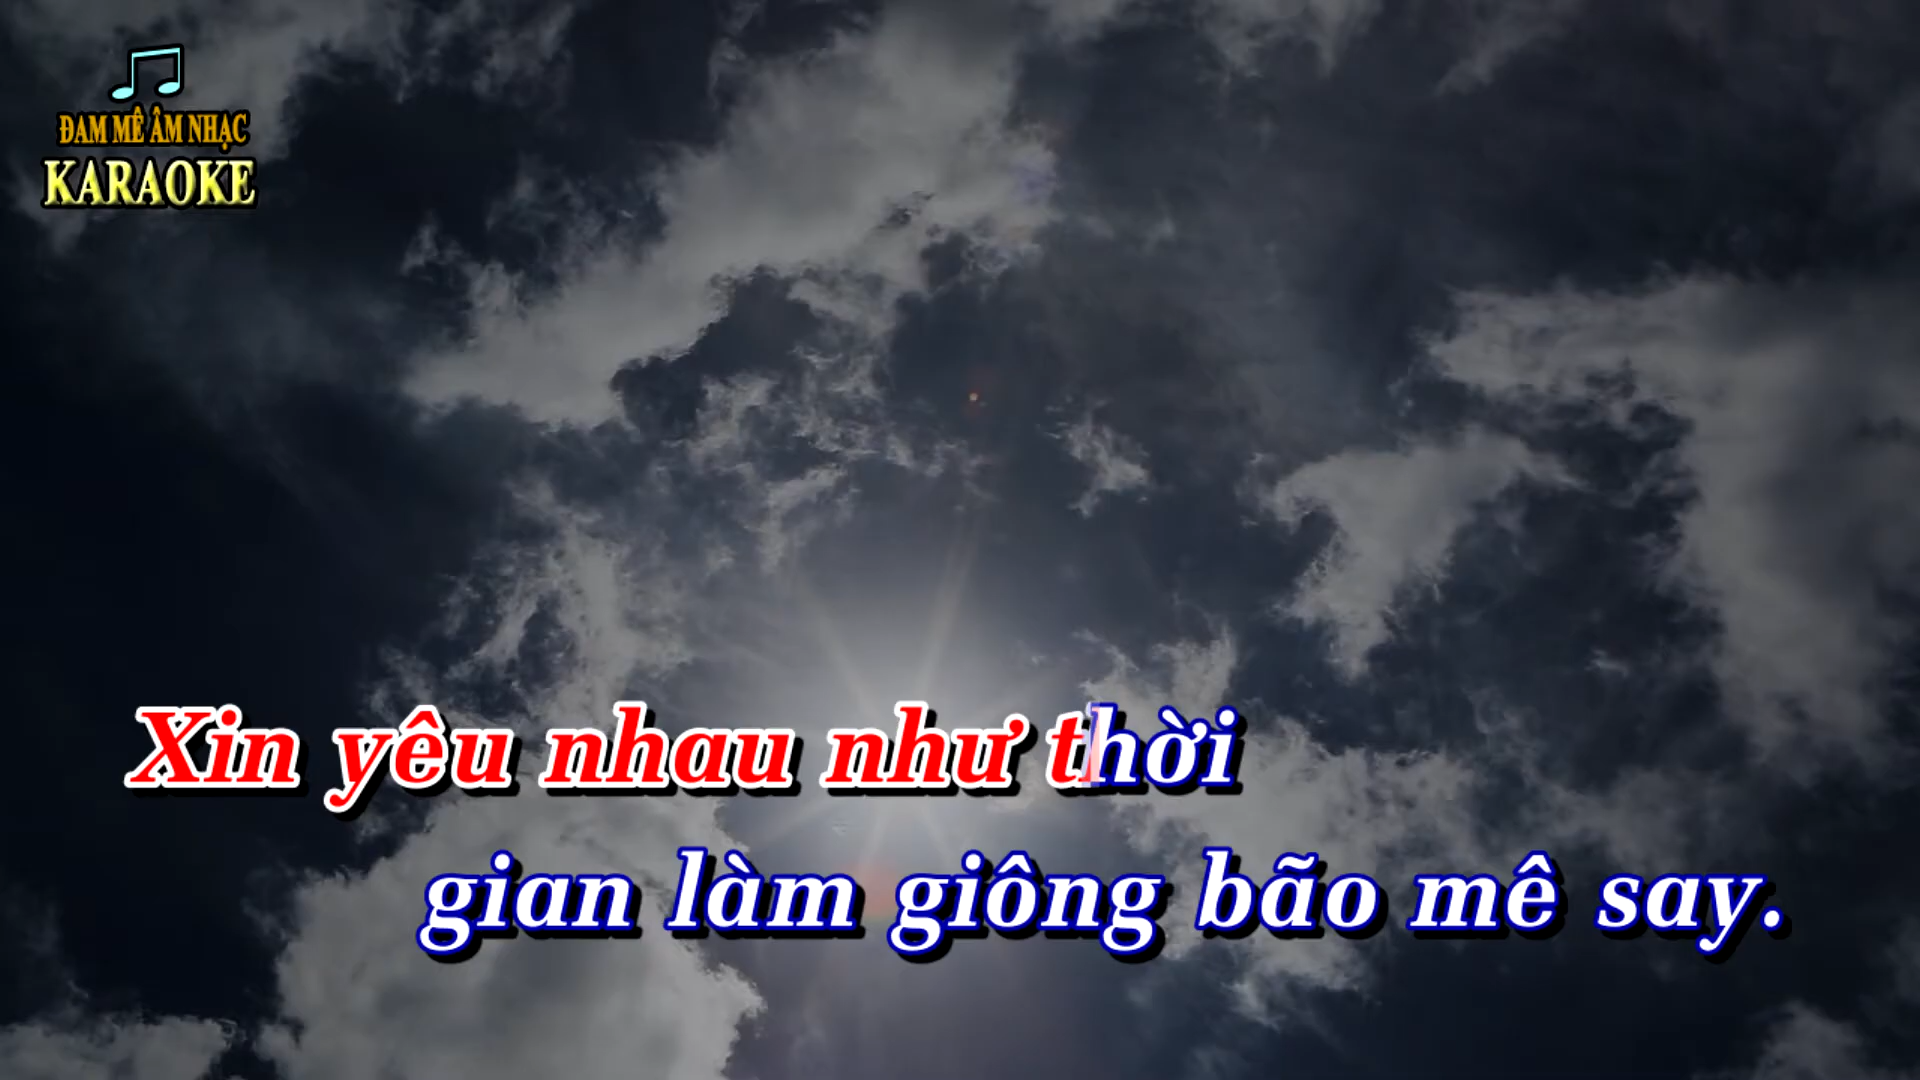 ĐAM MÊ ÂM NHẠC
KARAOKE
Xin yêu nhau như thời
gian làm giông bão mê say.